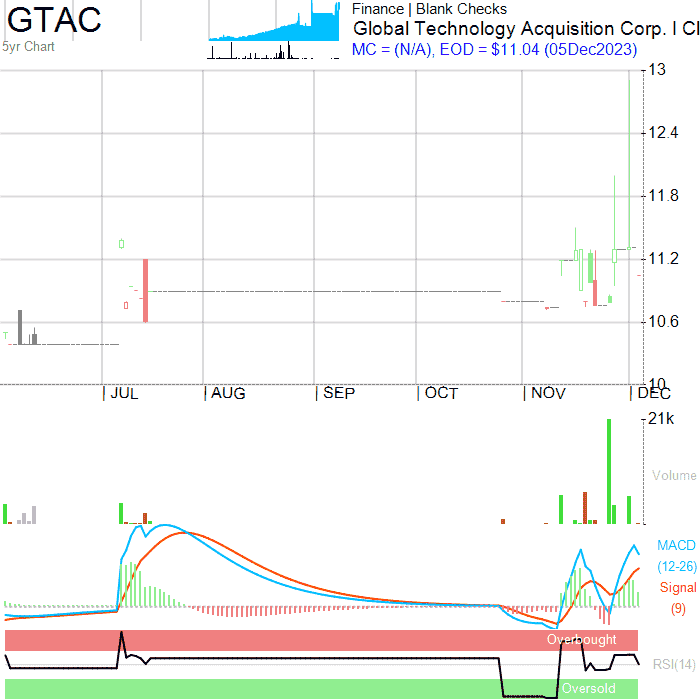 GTAC
5yr Chart
Finance | Blank Checks
Global Technology Acquisition Corp. I Cl
MC = (N/A), EOD = $11.04 (05Dec2023)
13
12.4
11.8
11.2
10.6
10
JUL AUG SEP OCT NOV DEC
21k
Volume
MACD
(12-26)
Signal
(9)
Overbought
RSI(14)
Oversold